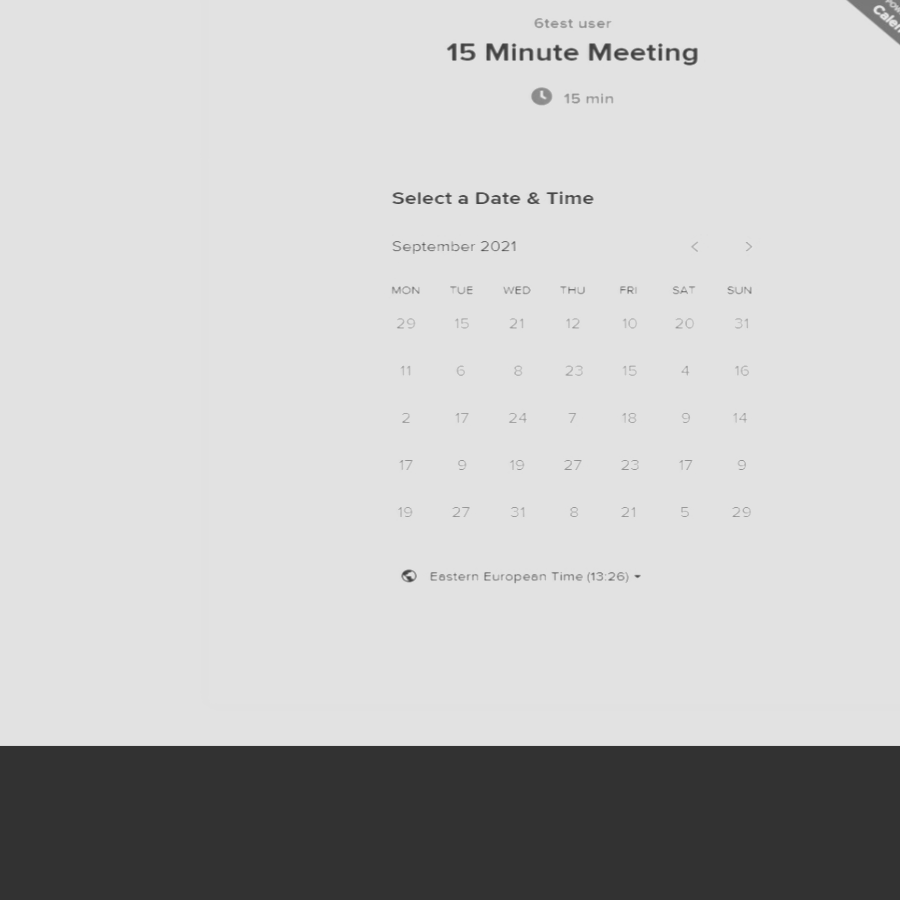 6test user
15 Minute Meeting
15 min
Select a Date & Time
September 2021
MON TUE WED THU FRI SAT SUN
29 15 21 12 10 20 31
11 6 8 23 15 4 16
2 17 24 7 18 9 14
17 9 19 27 23 17 9
19 27 31 8 21 5 29
Eastern European Time (13:26)